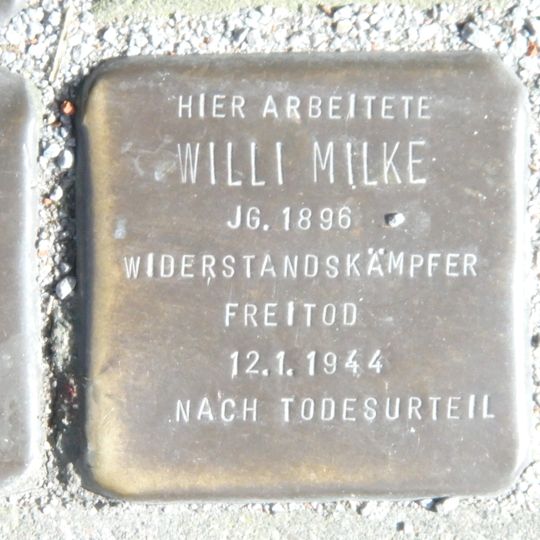 HIER ARBEITETE
WILLI MILKE
JG. 1896
WIDERSTANDSKÄMPFER
FREITOD
12.1.1944
NACH TODESURTEIL